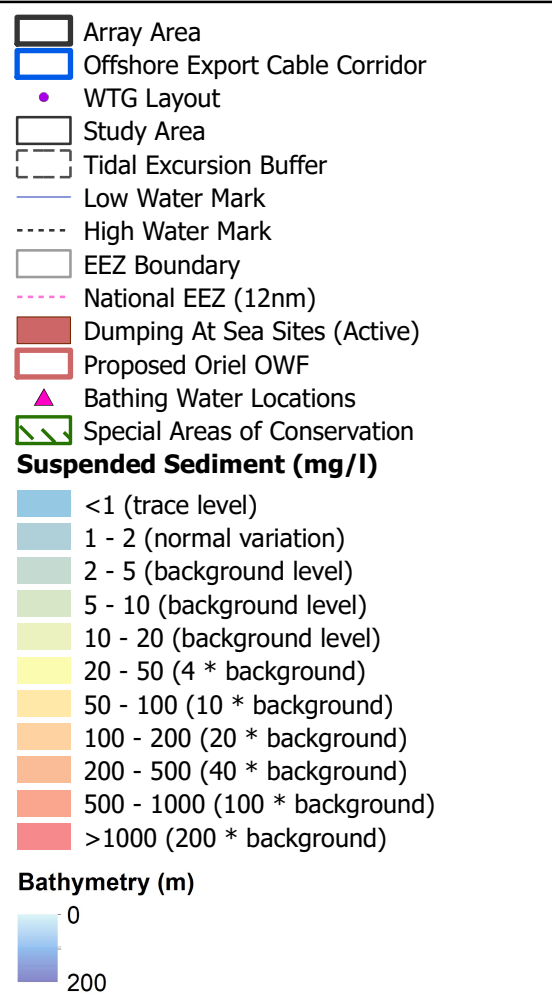 Array Area
Offshore Export Cable Corridor
WTG Layout
Study Area
Tidal Excursion Buffer
Low Water Mark
High Water Mark
EEZ Boundary
National EEZ (12nm)
Dumping At Sea Sites (Active)
Proposed Oriel OWF
Bathing Water Locations
Special Areas of Conservation
Suspended Sediment (mg/l)
<1 (trace level)
1 - 2 (normal variation)
2 - 5 (background level)
5 - 10 (background level)
10 - 20 (background level)
20 - 50 (4 * background)
50 - 100 (10 * background)
100 - 200 (20 * background)
200 - 500 (40 * background)
500 - 1000 (100 * background)
>1000 (200 * background)
Bathymetry (m)
0
200